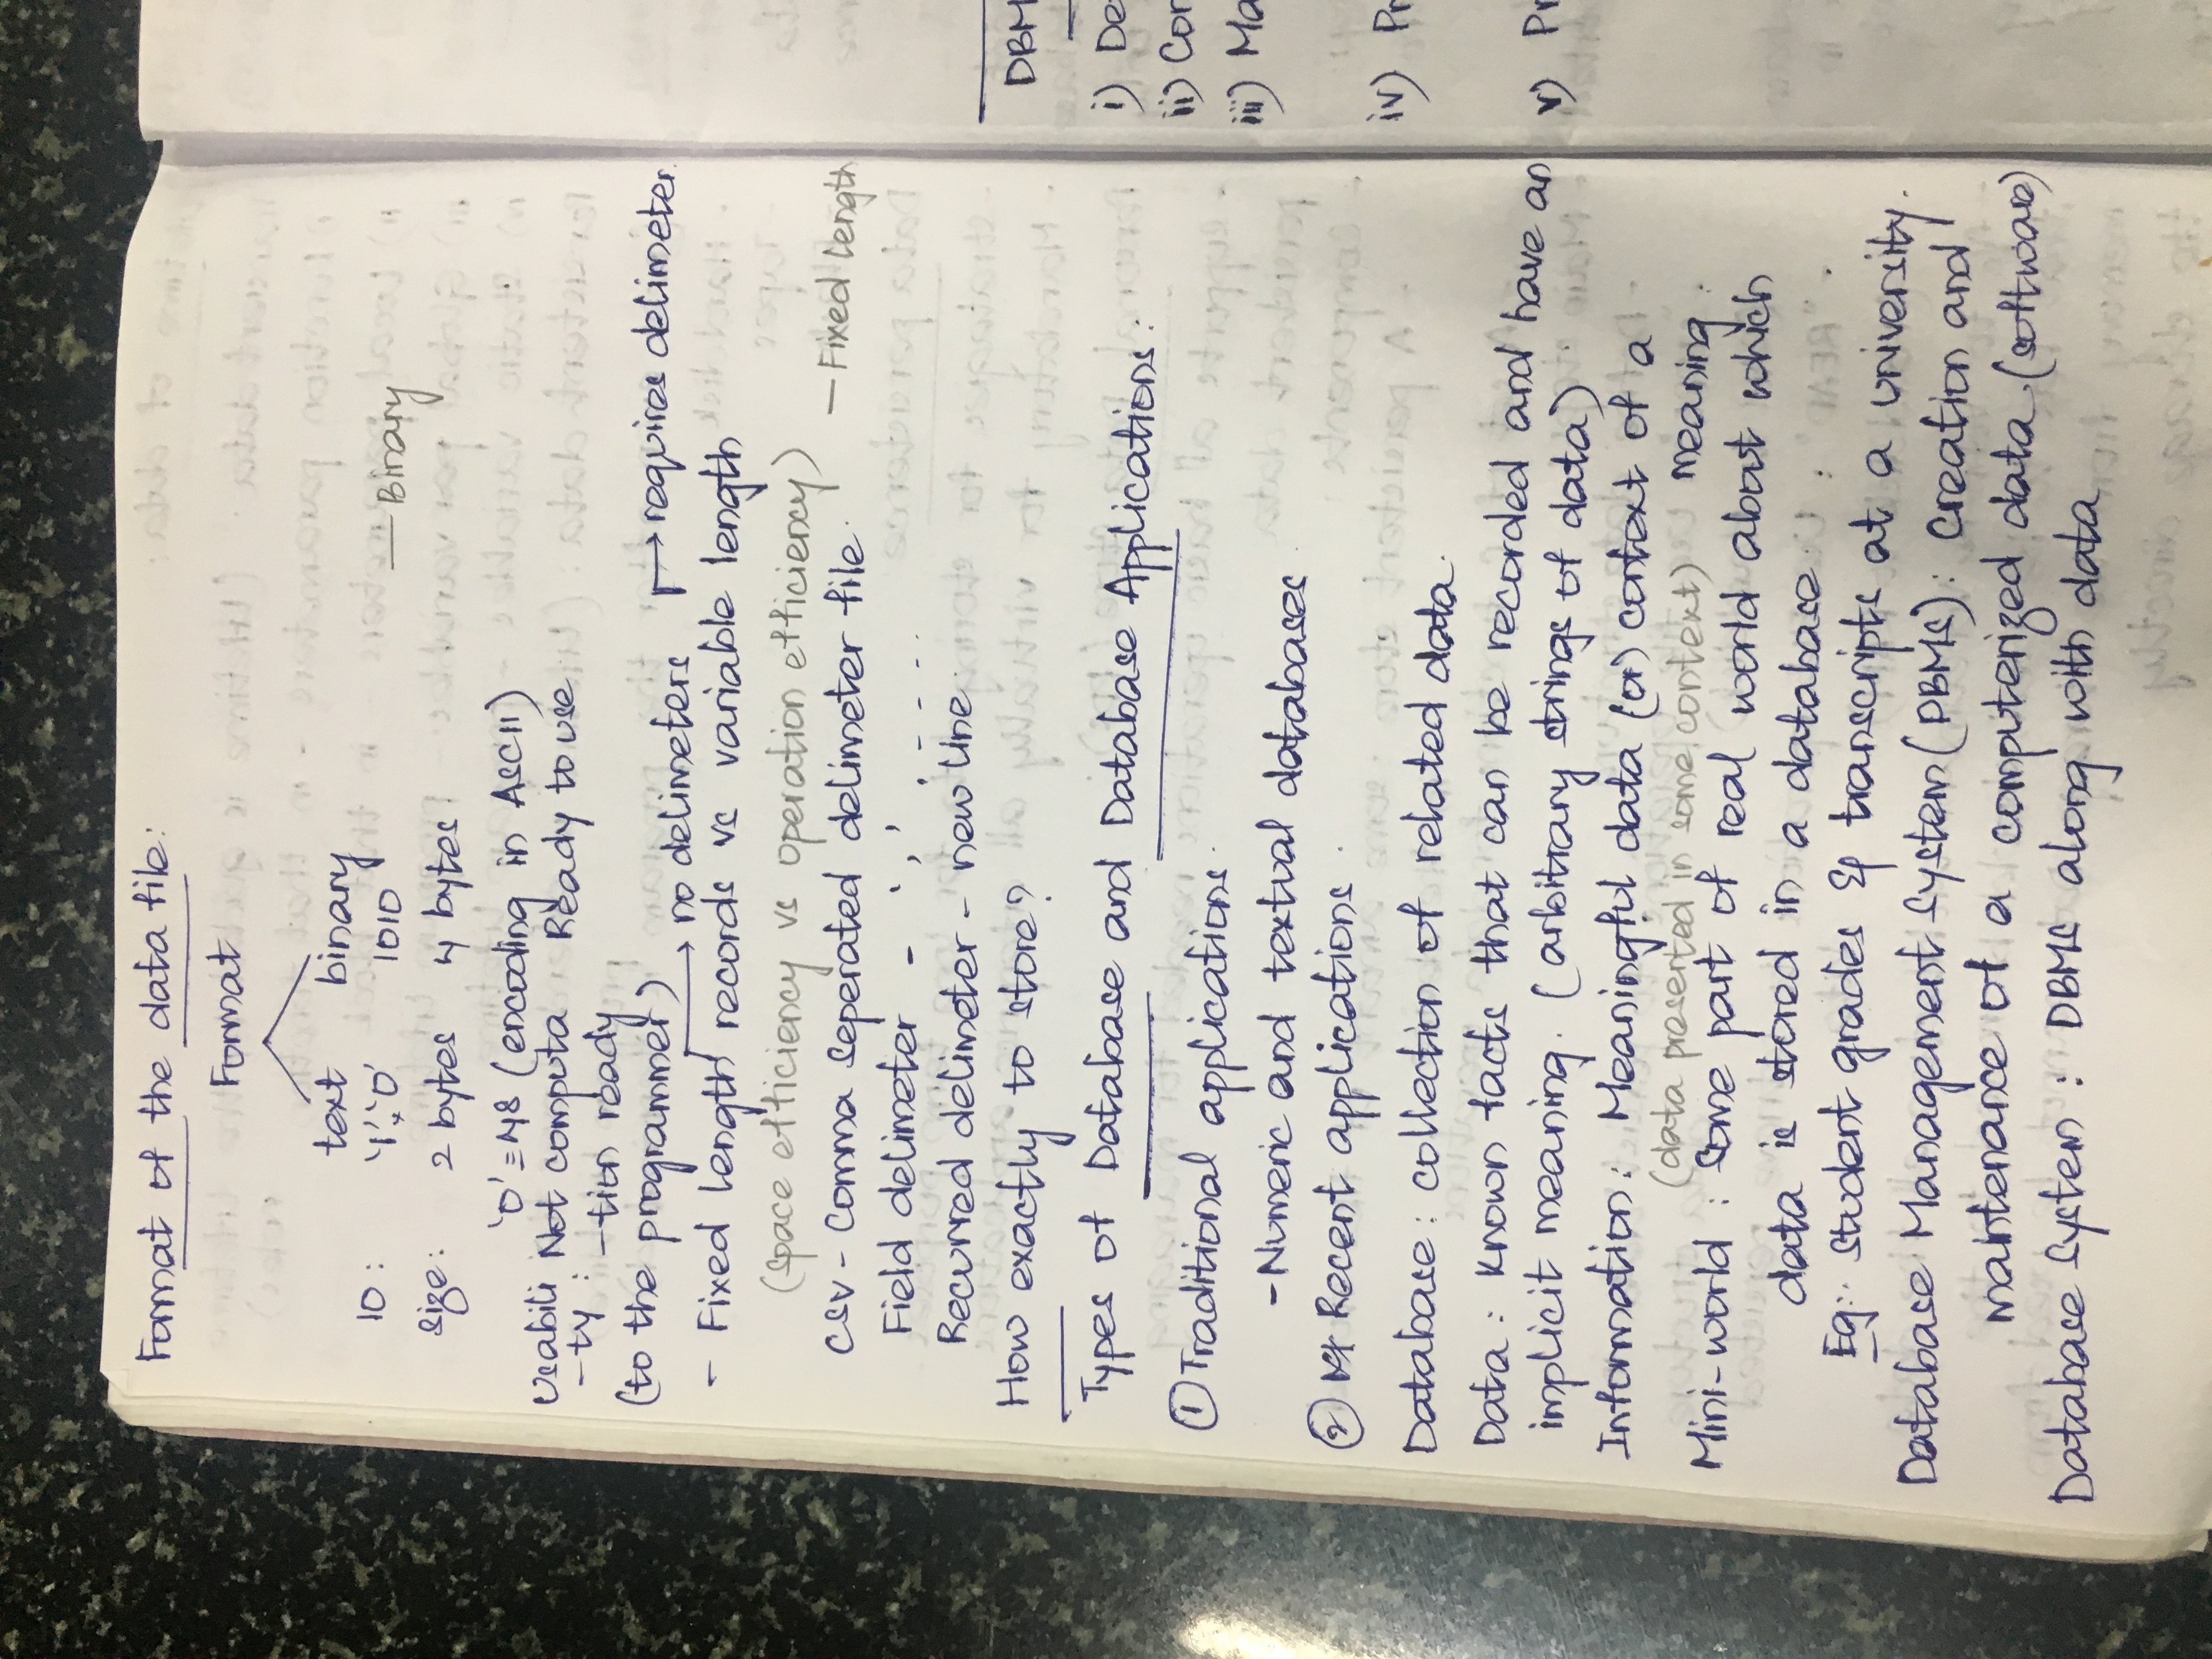 Format of the data file:
Format
text binary
10 : '1','0' 1010
— Binary
size: 2 bytes 4 bytes
'0' = 48 (encoding in ASCII)
Usabili Not computa Ready to use
-ty : -tion ready
(to the programmer)
→ no delimeters → requires delimeter
- Fixed length records vs variable length
(space efficiency vs operation efficiency)
— Fixed length
CSV - Comma seperated delimeter file.
Field delimeter - ',' , - - - -
Recurred delimeter - new line.
How exactly to store?
Types of Database and Database Applications:
① Traditional applications.
- Numeric and textual databases
② Recent applications.
Database : collection of related data.
Data : Known facts that can be recorded and have an
implicit meaning. (arbitrary strings of data)
Information: Meaningful data (or) context of a
(data presented in some context) meaning.
Mini-world : Some part of real world about which
data is stored in a database.
Eg:- student grades & transcripts at a university.
Database Management System (DBMS): Creation and
maintenance of a computerized data. (software)
Database System : DBMS along with data
DBM
i) De
ii) Con
iii) Ma
iv) Pr
v) Pr